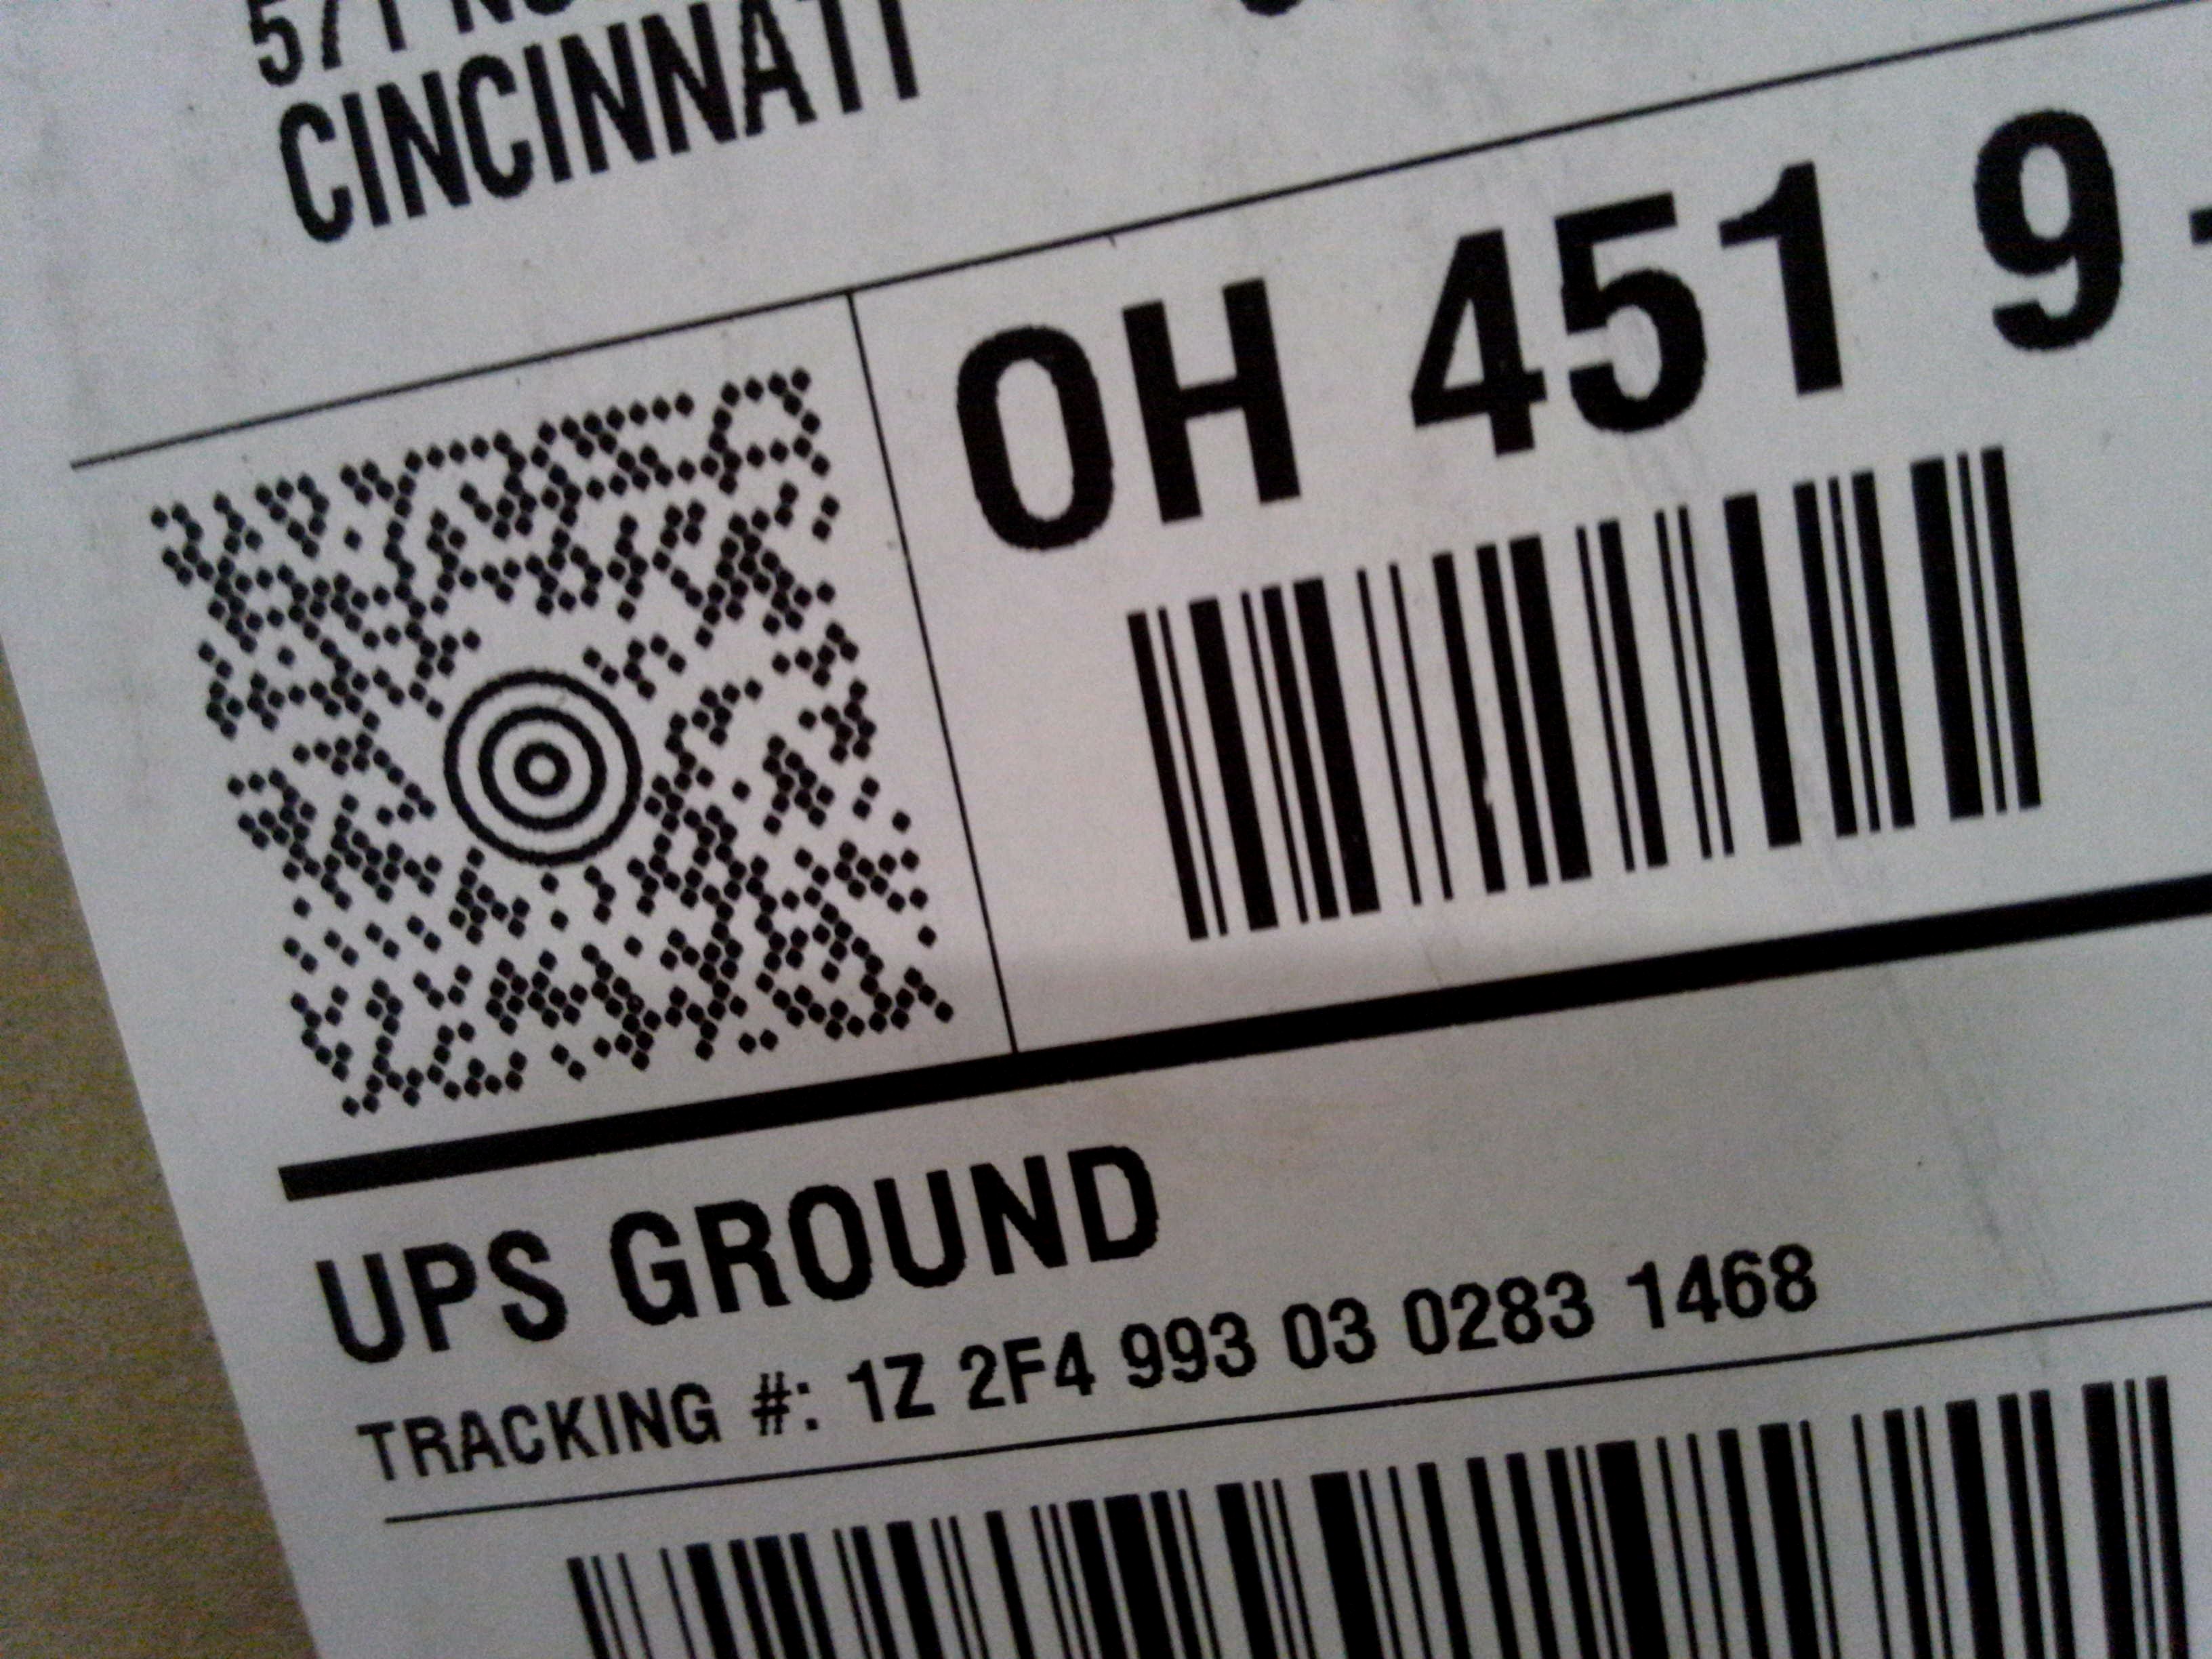 CINCINNATI
OH 451 9-
UPS GROUND
TRACKING #: 1Z 2F4 993 03 0283 1468